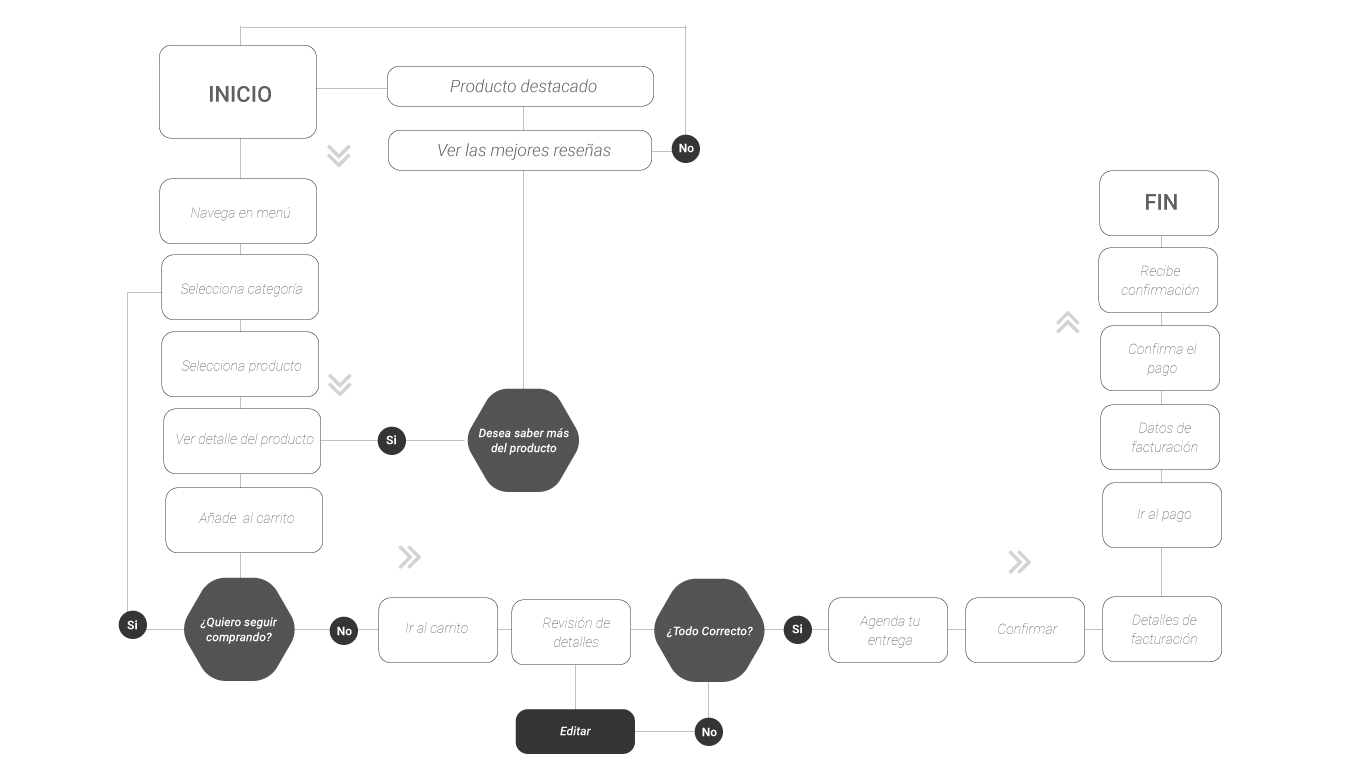 INICIO
Producto destacado
Ver las mejores reseñas
No
Navega en menú
Selecciona categoría
Selecciona producto
Ver detalle del producto
Si
Desea saber más
del producto
Añade al carrito
Si
¿Quiero seguir
comprando?
No
Ir al carrito
Revisión de
detalles
¿Todo Correcto?
Si
Editar
No
Agenda tu
entrega
Confirmar
Detalles de
facturación
Ir al pago
Datos de
facturación
Confirma el
pago
Recibe
confirmación
FIN